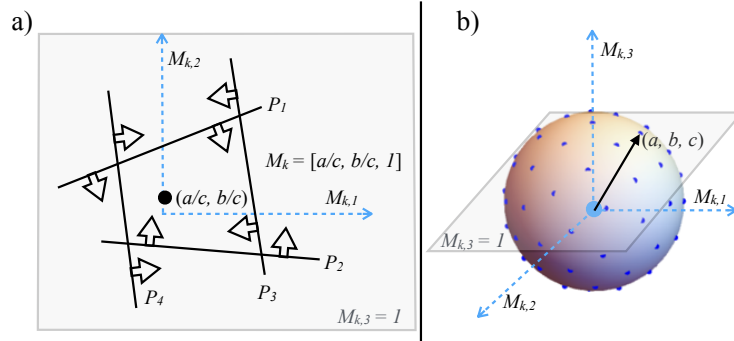 a)
M_{k,2}
P_1
M_k = [a/c, b/c, 1]
(a/c, b/c)
M_{k,1}
P_2
P_4
P_3
M_{k,3} = 1
b)
M_{k,3}
(a, b, c)
M_{k,1}
M_{k,3} = 1
M_{k,2}